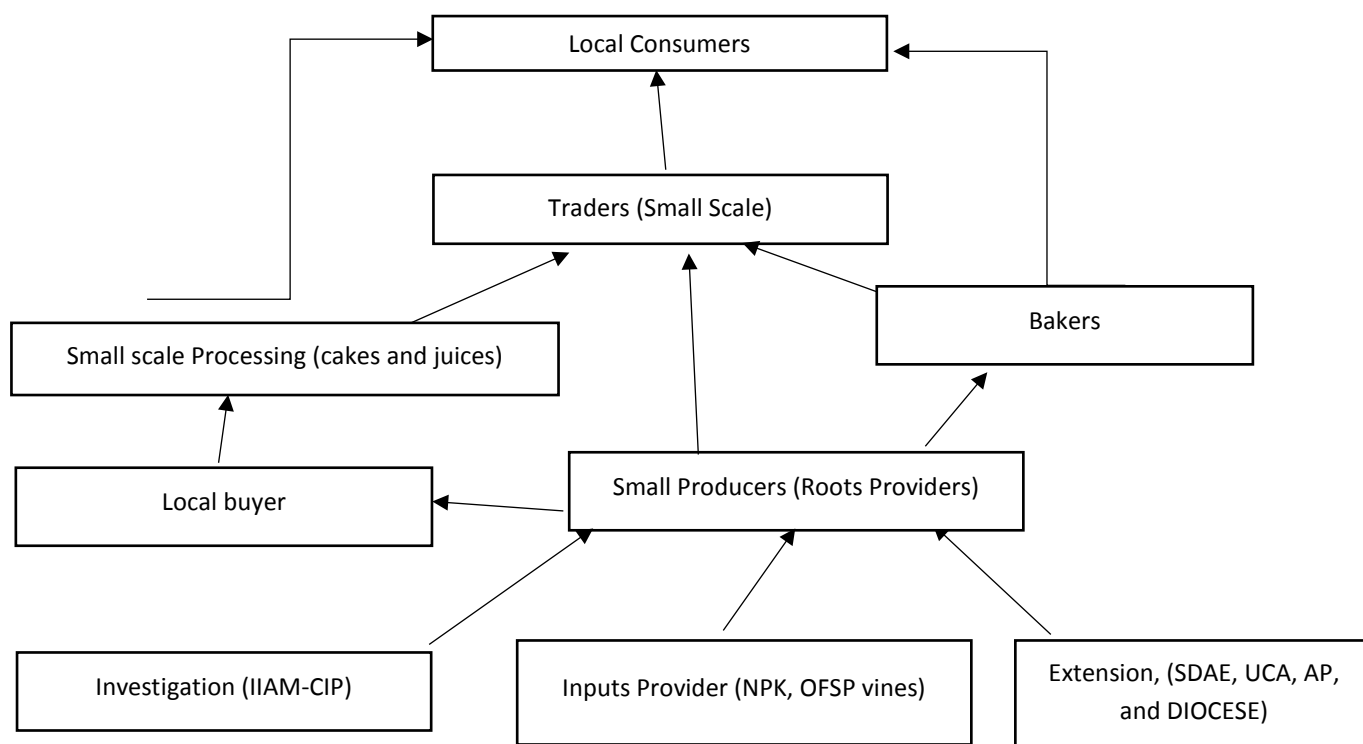 Local Consumers
Traders (Small Scale)
Bakers
Small scale Processing (cakes and juices)
Small Producers (Roots Providers)
Local buyer
Investigation (IIAM-CIP)
Inputs Provider (NPK, OFSP vines)
Extension, (SDAE, UCA, AP,
and DIOCESE)